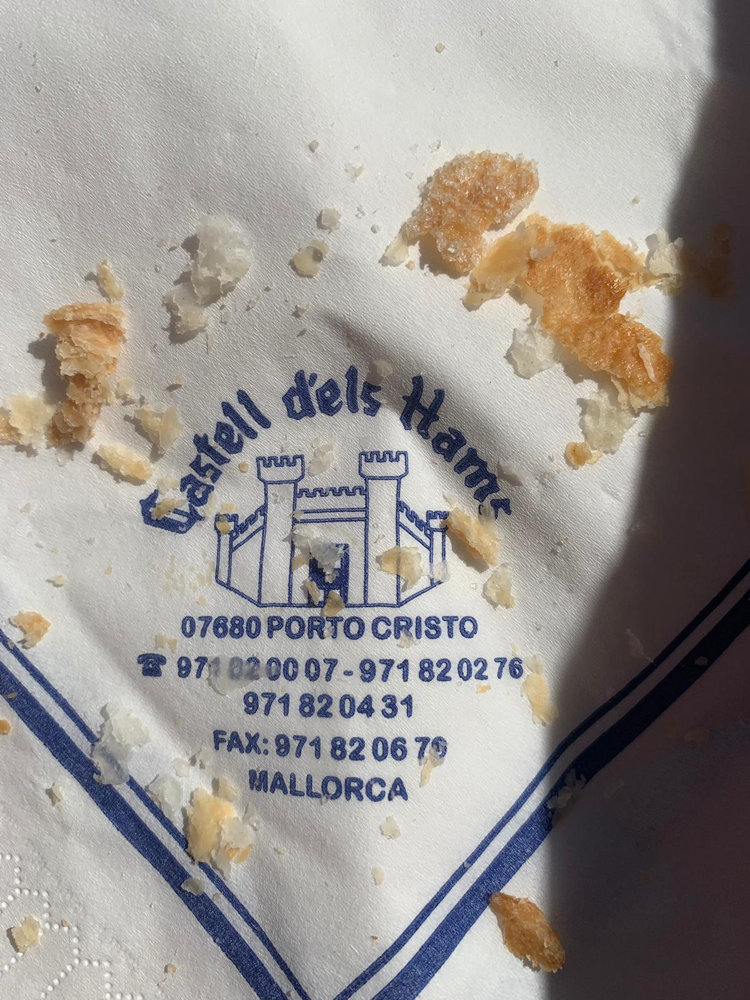 Castell d'els Hams
07680 PORTO CRISTO
☎ 971 82 00 07 - 971 82 02 76
971 82 04 31
FAX: 971 82 06 76
MALLORCA